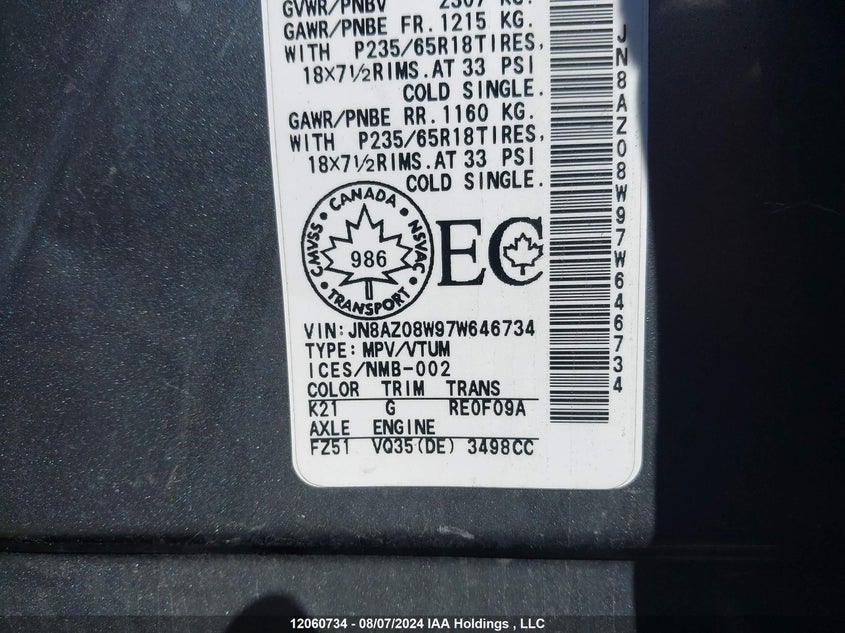 GVWR/PNBV 2307 KG.
GAWR/PNBE FR. 1215 KG.
WITH P235/65R18TIRES,
18×7½RIMS. AT 33 PSI
COLD SINGLE.
GAWR/PNBE RR. 1160 KG.
WITH P235/65R18TIRES,
18×7½RIMS. AT 33 PSI
COLD SINGLE.
CMVSS • CANADA • NSVAC • TRANSPORT •
986
EC
VIN:JN8AZ08W97W646734
TYPE:MPV/VTUM
ICES/NMB-002
COLOR TRIM TRANS
K21 G RE0F09A
AXLE ENGINE
FZ51 VQ35(DE) 3498CC
JN8AZ08W97W646734
12060734 - 08/07/2024 IAA Holdings , LLC